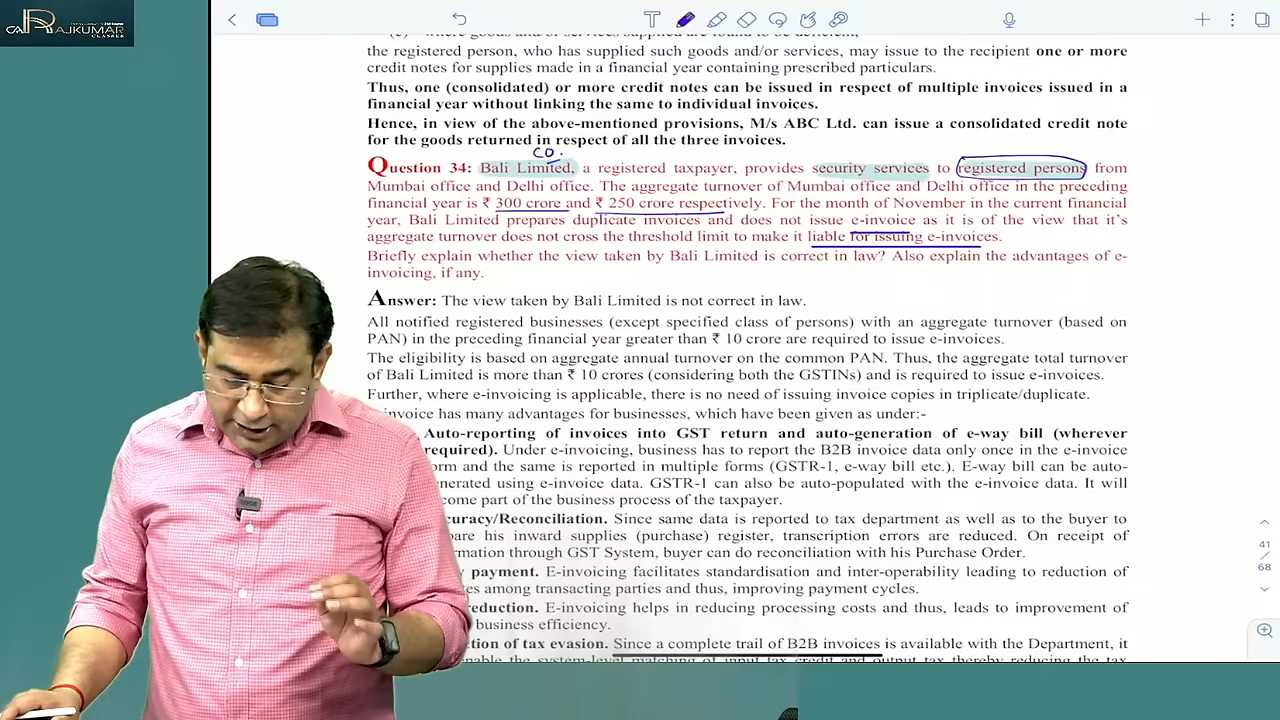 CA RAJKUMAR
CLASSES
(c) where goods and/or services supplied are found to be deficient,
the registered person, who has supplied such goods and/or services, may issue to the recipient one or more
credit notes for supplies made in a financial year containing prescribed particulars.
Thus, one (consolidated) or more credit notes can be issued in respect of multiple invoices issued in a
financial year without linking the same to individual invoices.
Hence, in view of the above-mentioned provisions, M/s ABC Ltd. can issue a consolidated credit note
for the goods returned in respect of all the three invoices.
CO.
Question 34: Bali Limited, a registered taxpayer, provides security services to registered persons from
Mumbai office and Delhi office. The aggregate turnover of Mumbai office and Delhi office in the preceding
financial year is ₹ 300 crore and ₹ 250 crore respectively. For the month of November in the current financial
year, Bali Limited prepares duplicate invoices and does not issue e-invoice as it is of the view that it's
aggregate turnover does not cross the threshold limit to make it liable for issuing e-invoices.
Briefly explain whether the view taken by Bali Limited is correct in law? Also explain the advantages of e-
invoicing, if any.
Answer: The view taken by Bali Limited is not correct in law.
All notified registered businesses (except specified class of persons) with an aggregate turnover (based on
PAN) in the preceding financial year greater than ₹ 10 crore are required to issue e-invoices.
The eligibility is based on aggregate annual turnover on the common PAN. Thus, the aggregate total turnover
of Bali Limited is more than ₹ 10 crores (considering both the GSTINs) and is required to issue e-invoices.
Further, where e-invoicing is applicable, there is no need of issuing invoice copies in triplicate/duplicate.
invoice has many advantages for businesses, which have been given as under:-
Auto-reporting of invoices into GST return and auto-generation of e-way bill (wherever
required). Under e-invoicing, business has to report the B2B invoice data only once in the e-invoice
orm and the same is reported in multiple forms (GSTR-1, e-way bill etc.). E-way bill can be auto-
nerated using e-invoice data. GSTR-1 can also be auto-populated with the e-invoice data. It will
come part of the business process of the taxpayer.
curacy/Reconciliation. Since same data is reported to tax department as well as to the buyer to
pare his inward supplies (purchase) register, transcription errors are reduced. On receipt of
mation through GST System, buyer can do reconciliation with his Purchase Order.
payment. E-invoicing facilitates standardisation and inter-operability leading to reduction of
es among transacting parties and thus, improving payment cycles.
eduction. E-invoicing helps in reducing processing costs and thus, leads to improvement of
business efficiency.
ion of tax evasion. Since a complete trail of B2B invoices is available with the Department, it
41
68